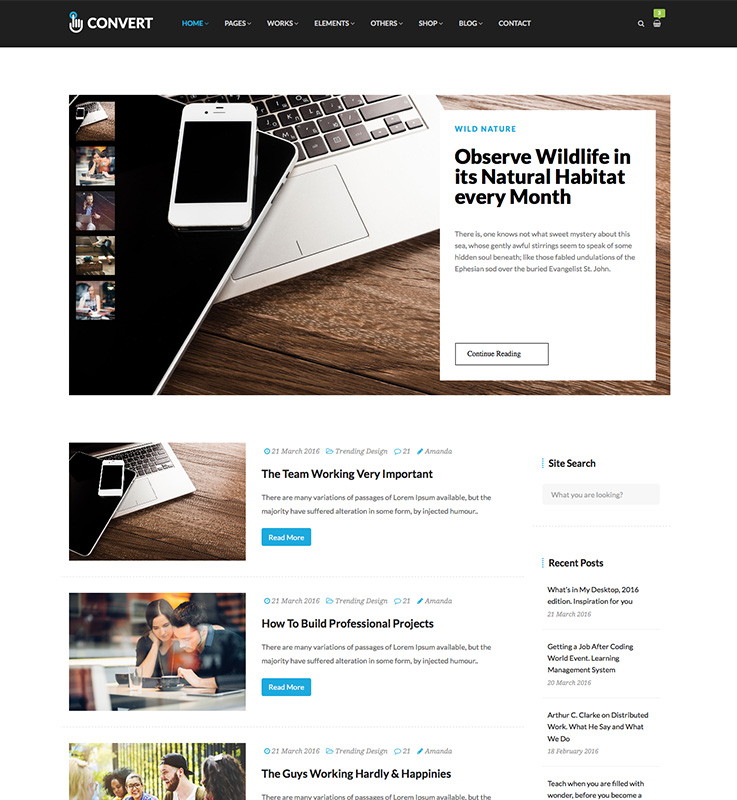 CONVERT
HOME PAGES WORKS ELEMENTS OTHERS SHOP BLOG CONTACT
3
WILD NATURE
Observe Wildlife in
its Natural Habitat
every Month
There is, one knows not what sweet mystery about this
sea, whose gently awful stirrings seem to speak of some
hidden soul beneath; like those fabled undulations of the
Ephesian sod over the buried Evangelist St. John.
Continue Reading
21 March 2016 Trending Design 21 Amanda
The Team Working Very Important
There are many variations of passages of Lorem Ipsum available, but the
majority have suffered alteration in some form, by injected humour..
Read More
21 March 2016 Trending Design 21 Amanda
How To Build Professional Projects
There are many variations of passages of Lorem Ipsum available, but the
majority have suffered alteration in some form, by injected humour..
Read More
21 March 2016 Trending Design 21 Amanda
The Guys Working Hardly & Happinies
There are many variations of passages of Lorem Ipsum available, but the
Site Search
What you are looking?
Recent Posts
What's in My Desktop, 2016
edition. Inspiration for you
21 March 2016
Getting a Job After Coding
World Event. Learning
Management System
20 March 2016
Arthur C. Clarke on Distributed
Work. What He Say and What
We Do
18 February 2016
Teach when you are filled with
wonder, before you become a